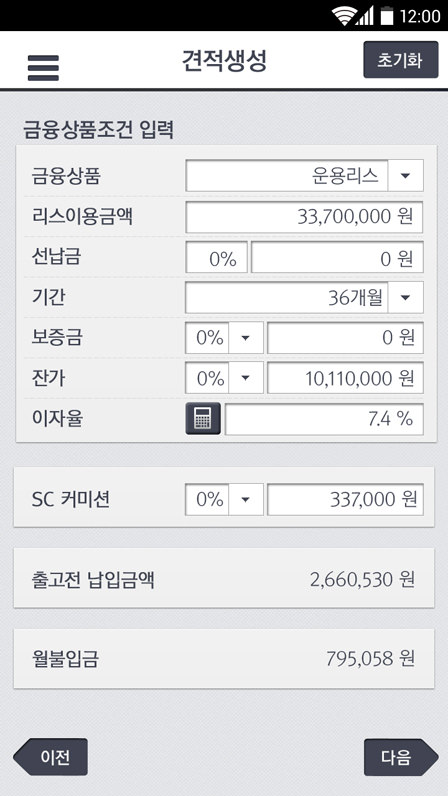 12:00
견적생성
초기화
금융상품조건 입력
금융상품 운용리스
리스이용금액 33,700,000 원
선납금 0% 0 원
기간 36개월
보증금 0% 0 원
잔가 0% 10,110,000 원
이자율 7.4 %
SC 커미션 0% 337,000 원
출고전 납입금액 2,660,530 원
월불입금 795,058 원
이전
다음